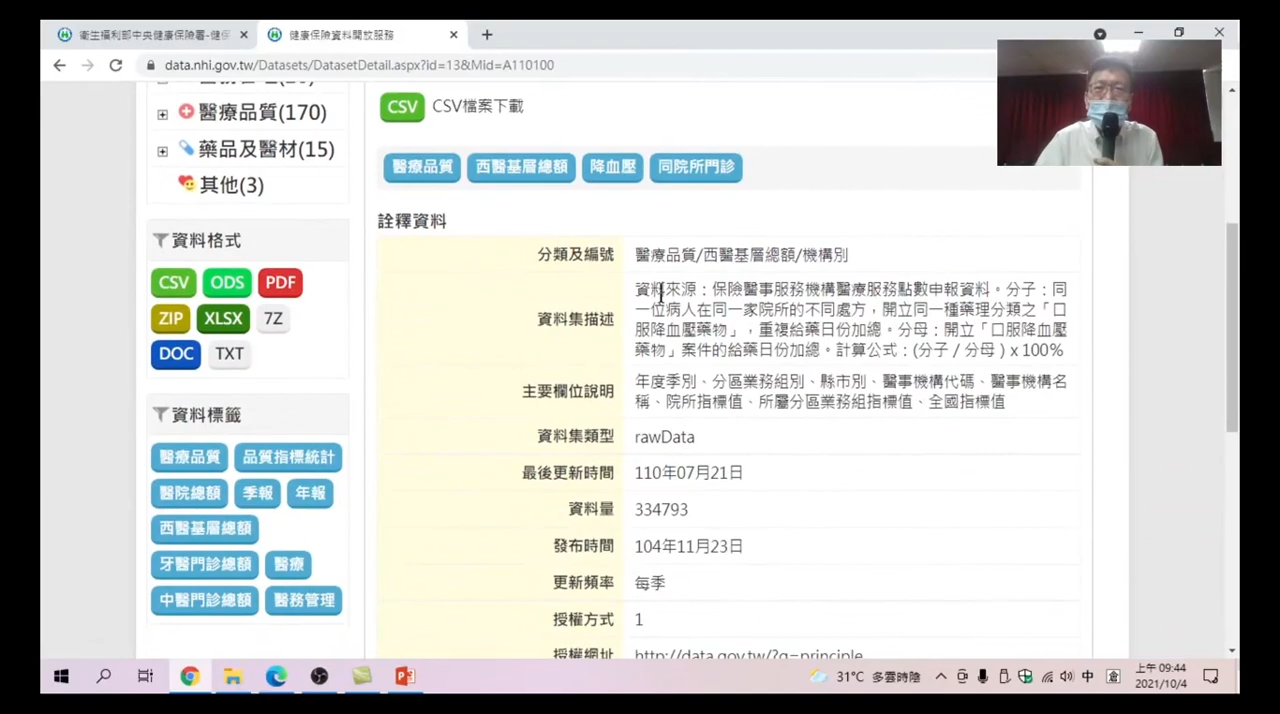 衛生福利部中央健康保險署-健保
健康保險資料開放服務
data.nhi.gov.tw/Datasets/DatasetDetail.aspx?id=13&Mid=A110100
醫療品質(170)
藥品及醫材(15)
其他(3)
資料格式
CSV ODS PDF
ZIP XLSX 7Z
DOC TXT
資料標籤
醫療品質 品質指標統計
醫院總額 季報 年報
西醫基層總額
牙醫門診總額 醫療
中醫門診總額 醫務管理
CSV CSV檔案下載
醫療品質 西醫基層總額 降血壓 同院所門診
詮釋資料
分類及編號 醫療品質/西醫基層總額/機構別
資料集描述 資料來源：保險醫事服務機構醫療服務點數申報資料。分子：同
一位病人在同一家院所的不同處方，開立同一種藥理分類之「口
服降血壓藥物」，重複給藥日份加總。分母：開立「口服降血壓
藥物」案件的給藥日份加總。計算公式：(分子 / 分母 ) x 100%
主要欄位說明 年度季別、分區業務組別、縣市別、醫事機構代碼、醫事機構名
稱、院所指標值、所屬分區業務組指標值、全國指標值
資料集類型 rawData
最後更新時間 110年07月21日
資料量 334793
發布時間 104年11月23日
更新頻率 每季
授權方式 1
授權網址 http://data.gov.tw/?q=principle
31°C 多雲時陰
中
倉
上午 09:44
2021/10/4